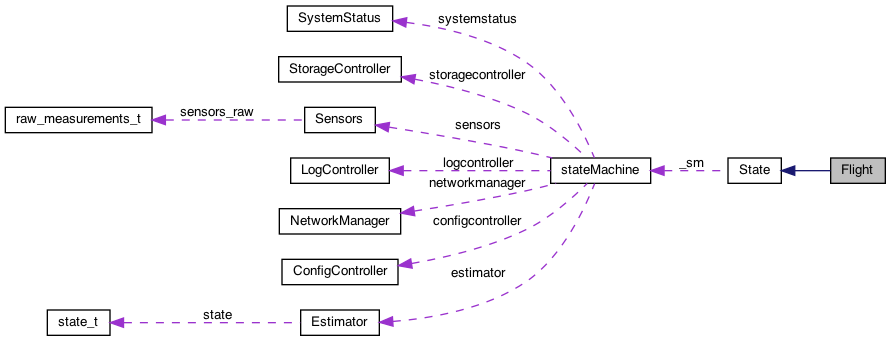 SystemStatus
systemstatus
StorageController
storagecontroller
raw_measurements_t
sensors_raw
Sensors
sensors
LogController
logcontroller
stateMachine
_sm
State
Flight
networkmanager
NetworkManager
configcontroller
ConfigController
estimator
state_t
state
Estimator